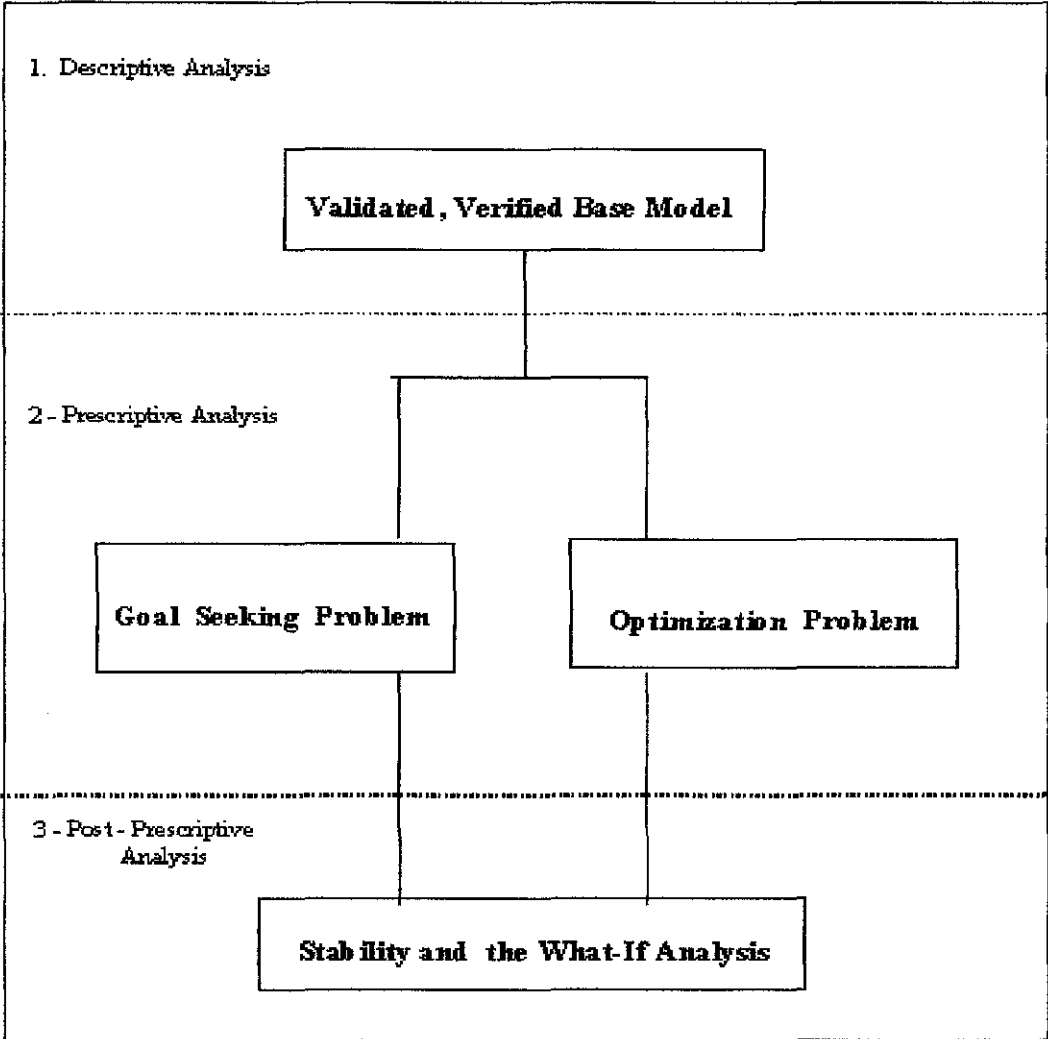 1. Descriptive Analysis
Validated, Verified Base Model
2 - Prescriptive Analysis
Goal Seeking Problem
Optimization Problem
3 - Post - Prescriptive
Analysis
Stability and the What-If Analysis